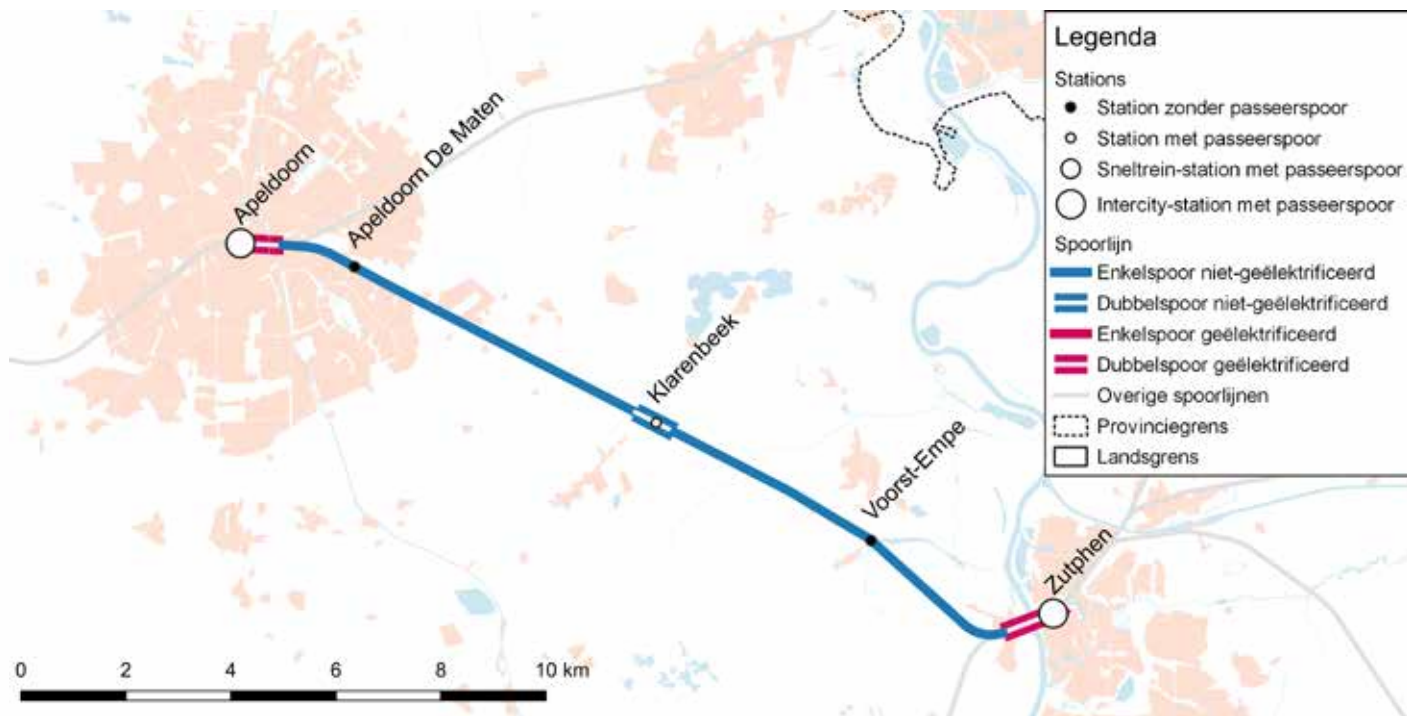 Apeldoorn
Apeldoorn De Maten
Klarenbeek
Voorst-Empe
Zutphen
Legenda
Stations
Station zonder passeerspoor
Station met passeerspoor
Sneltrein-station met passeerspoor
Intercity-station met passeerspoor
Spoorlijn
Enkelspoor niet-geëlektrificeerd
Dubbelspoor niet-geëlektrificeerd
Enkelspoor geëlektrificeerd
Dubbelspoor geëlektrificeerd
Overige spoorlijnen
Provinciegrens
Landsgrens
0 2 4 6 8 10 km